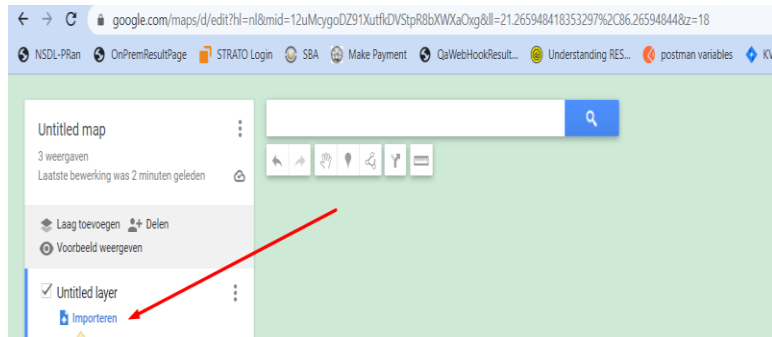 google.com/maps/d/edit?hl=nl&mid=12uMcygoDZ91XutfkDVStpR8bXWXaOxg&ll=21.265948418353297%2C86.26594844&z=18
NSDL-PRan OnPremResultPage STRATO Login SBA Make Payment QaWebHookResult... Understanding RES... postman variables KV
Untitled map
3 weergaven
Laatste bewerking was 2 minuten geleden
Laag toevoegen Delen
Voorbeeld weergeven
Untitled layer
Importeren